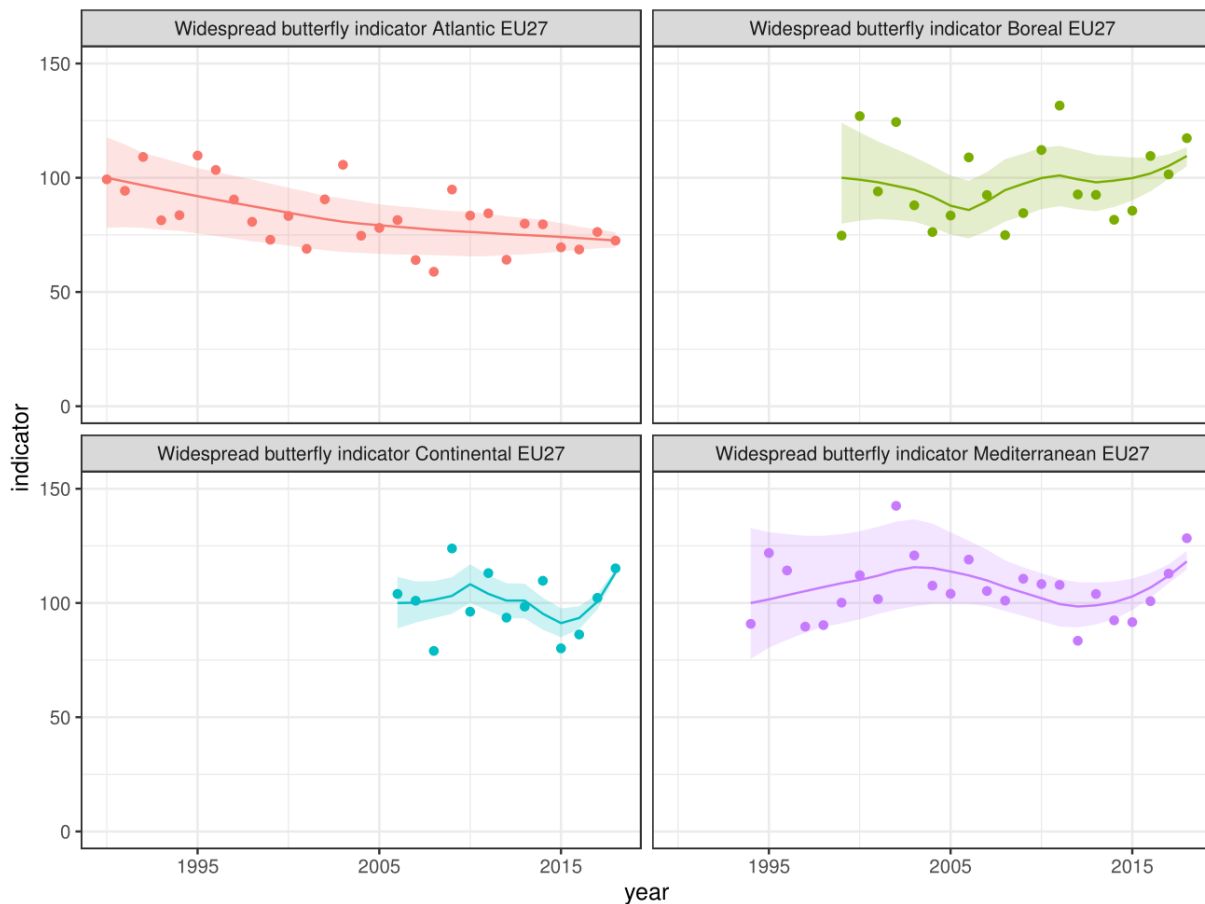 Widespread butterfly indicator Atlantic EU27
Widespread butterfly indicator Boreal EU27
150
100
50
0
Widespread butterfly indicator Continental EU27
Widespread butterfly indicator Mediterranean EU27
150
100
50
0
indicator
1995
2005
2015
1995
2005
2015
year